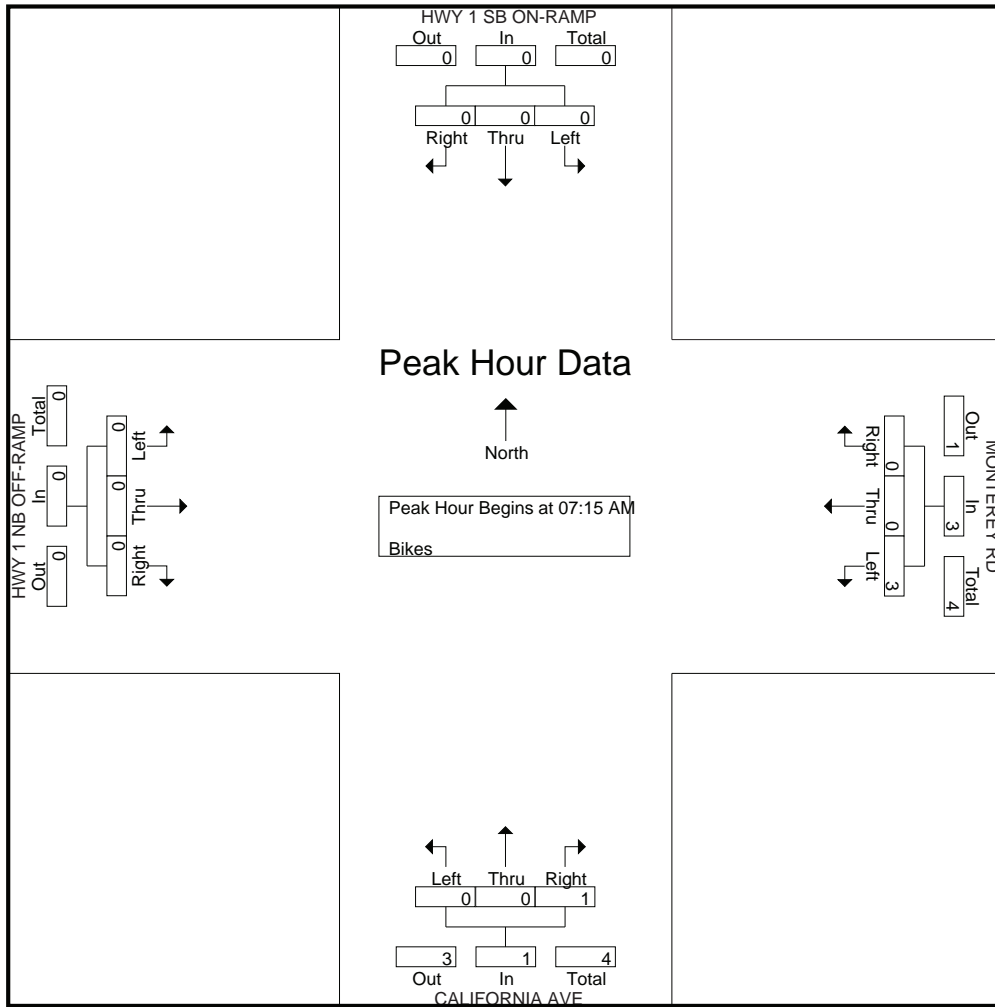 HWY 1 SB ON-RAMP
Out In Total
0 0 0
0 0 0
Right Thru Left
Peak Hour Data
North
Peak Hour Begins at 07:15 AM
Bikes
HWY 1 NB OFF-RAMP
Out In Total
0 0 0
0 0 0
Right Thru Left
MONTEREY RD
Out In Total
1 3 4
0 0 3
Right Thru Left
Left Thru Right
0 0 1
3 1 4
Out In Total
CALIFORNIA AVE